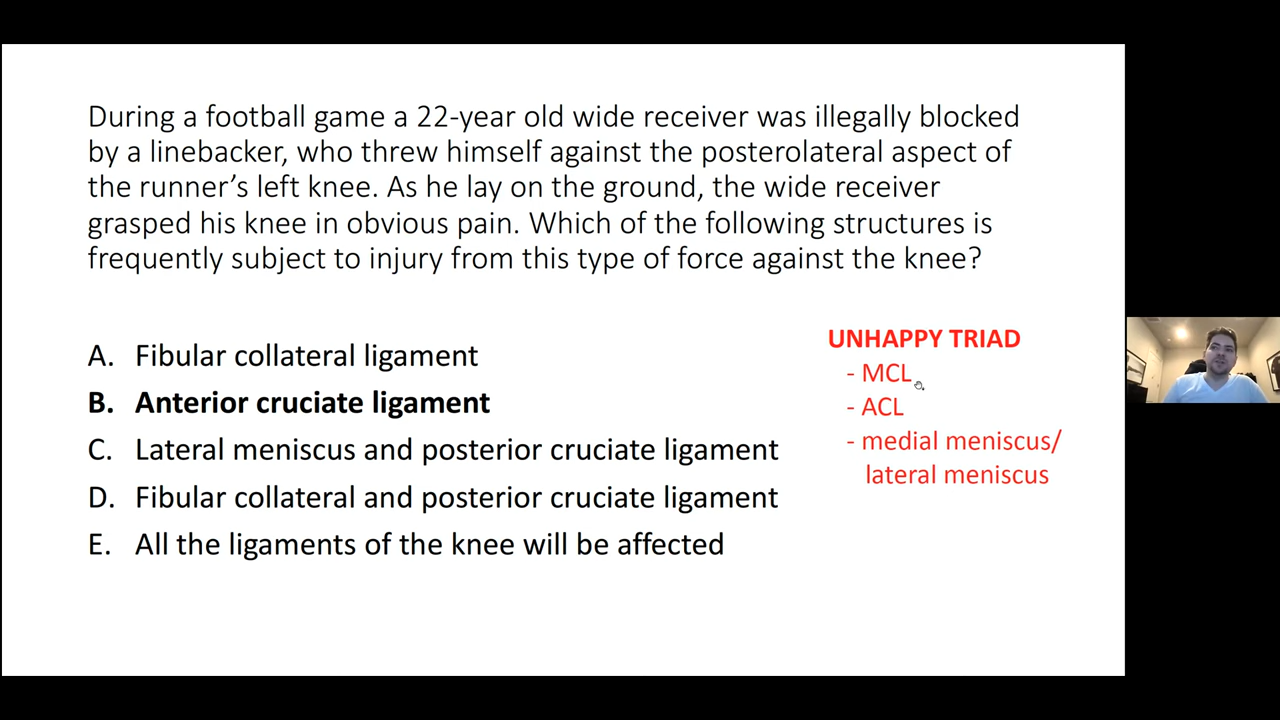 During a football game a 22-year old wide receiver was illegally blocked
by a linebacker, who threw himself against the posterolateral aspect of
the runner’s left knee. As he lay on the ground, the wide receiver
grasped his knee in obvious pain. Which of the following structures is
frequently subject to injury from this type of force against the knee?
A. Fibular collateral ligament
B. Anterior cruciate ligament
C. Lateral meniscus and posterior cruciate ligament
D. Fibular collateral and posterior cruciate ligament
E. All the ligaments of the knee will be affected
UNHAPPY TRIAD
- MCL
- ACL
- medial meniscus/
lateral meniscus